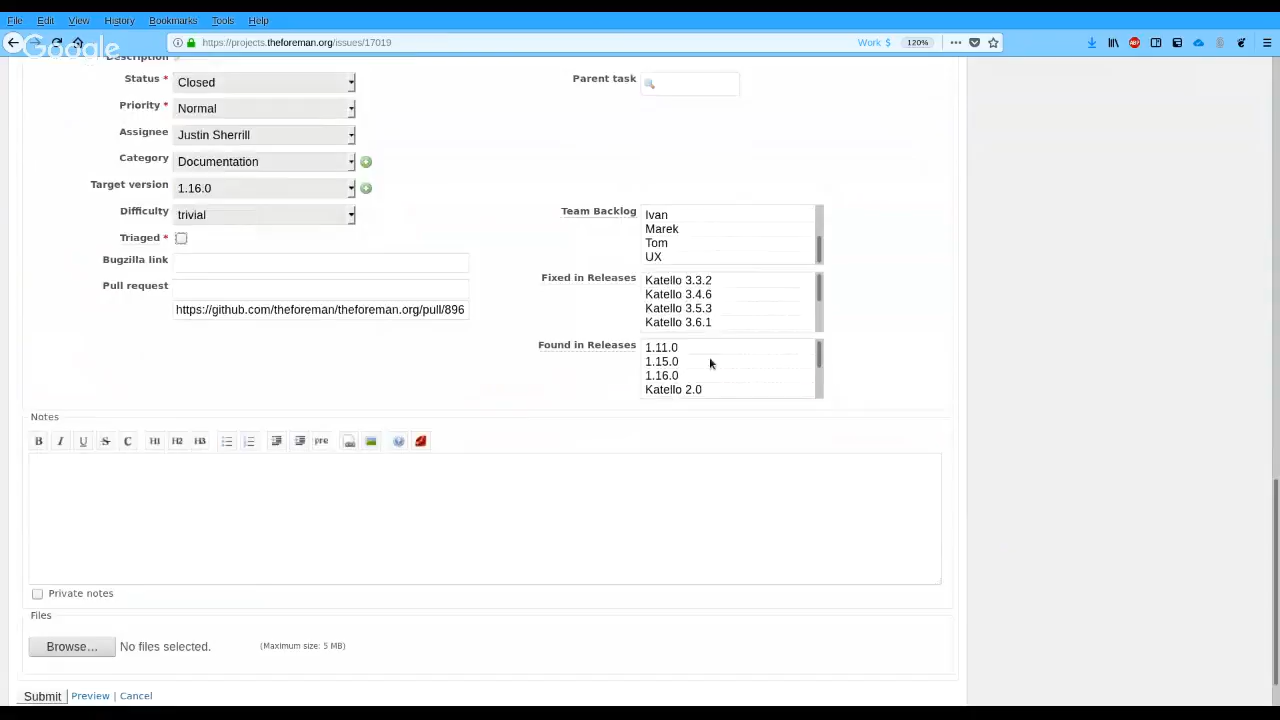 File Edit View History Bookmarks Tools Help
Google
https://projects.theforeman.org/issues/17019 Work $ 120%
Description
Status * Closed Parent task
Priority * Normal
Assignee Justin Sherrill
Category Documentation
Target version 1.16.0
Difficulty trivial Team Backlog Ivan
Marek
Triaged * Tom
Bugzilla link UX
Pull request Fixed in Releases Katello 3.3.2
Katello 3.4.6
https://github.com/theforeman/theforeman.org/pull/896 Katello 3.5.3
Katello 3.6.1
Found in Releases 1.11.0
1.15.0
1.16.0
Katello 2.0
Notes
B I U S C H1 H2 H3 pre
Private notes
Files
Browse... No files selected. (Maximum size: 5 MB)
Submit Preview | Cancel